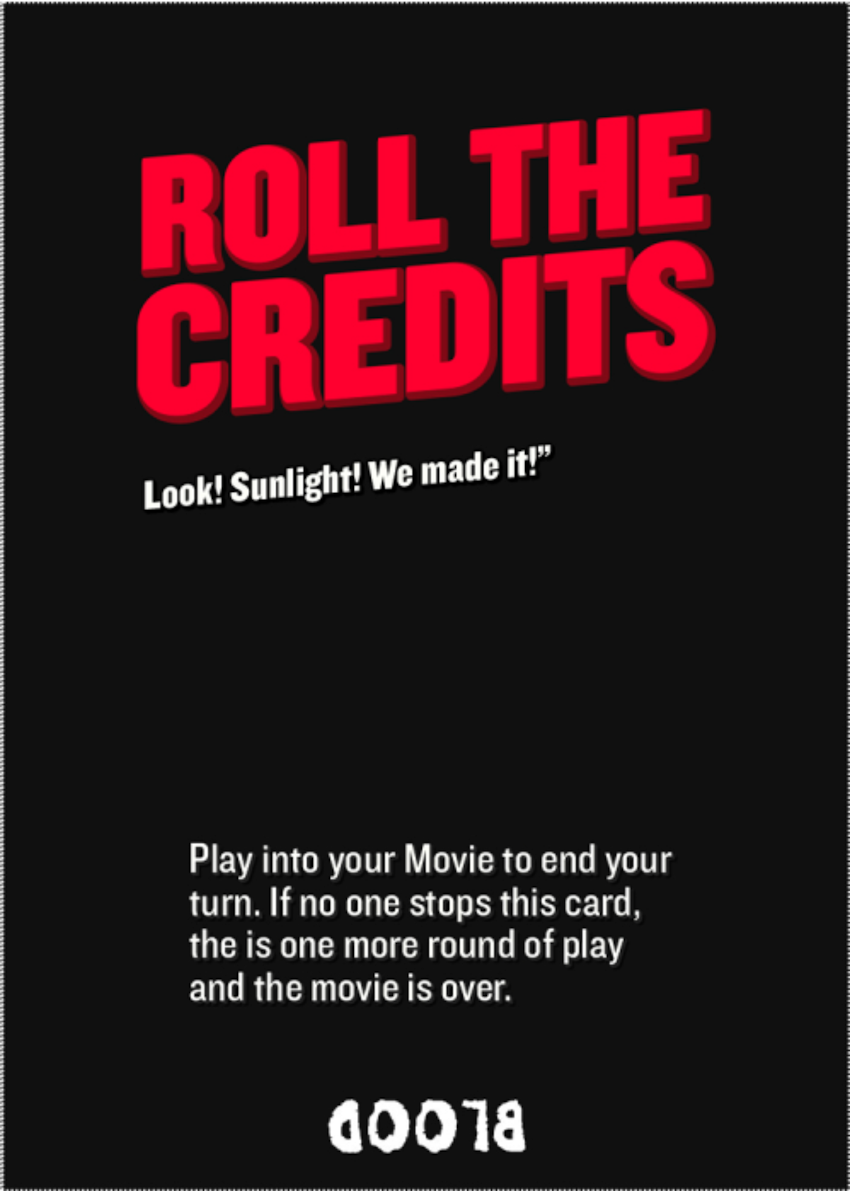 ROLL THE
CREDITS
Look! Sunlight! We made it!”
Play into your Movie to end your
turn. If no one stops this card,
the is one more round of play
and the movie is over.
BLOOD